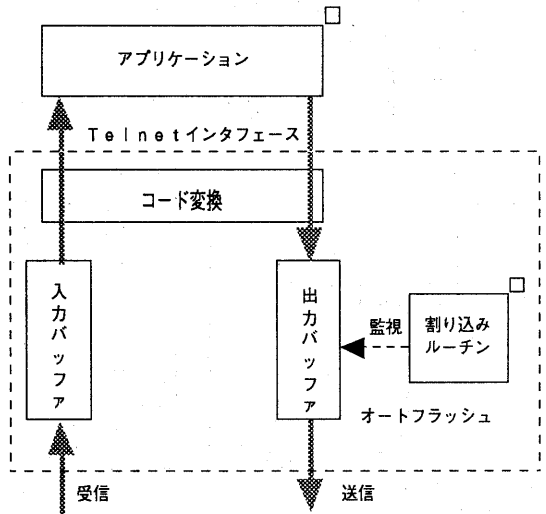 アプリケーション
Telnetインタフェース
コード変換
入力バッファ
出力バッファ
監視
割り込み
ルーチン
オートフラッシュ
受信
送信